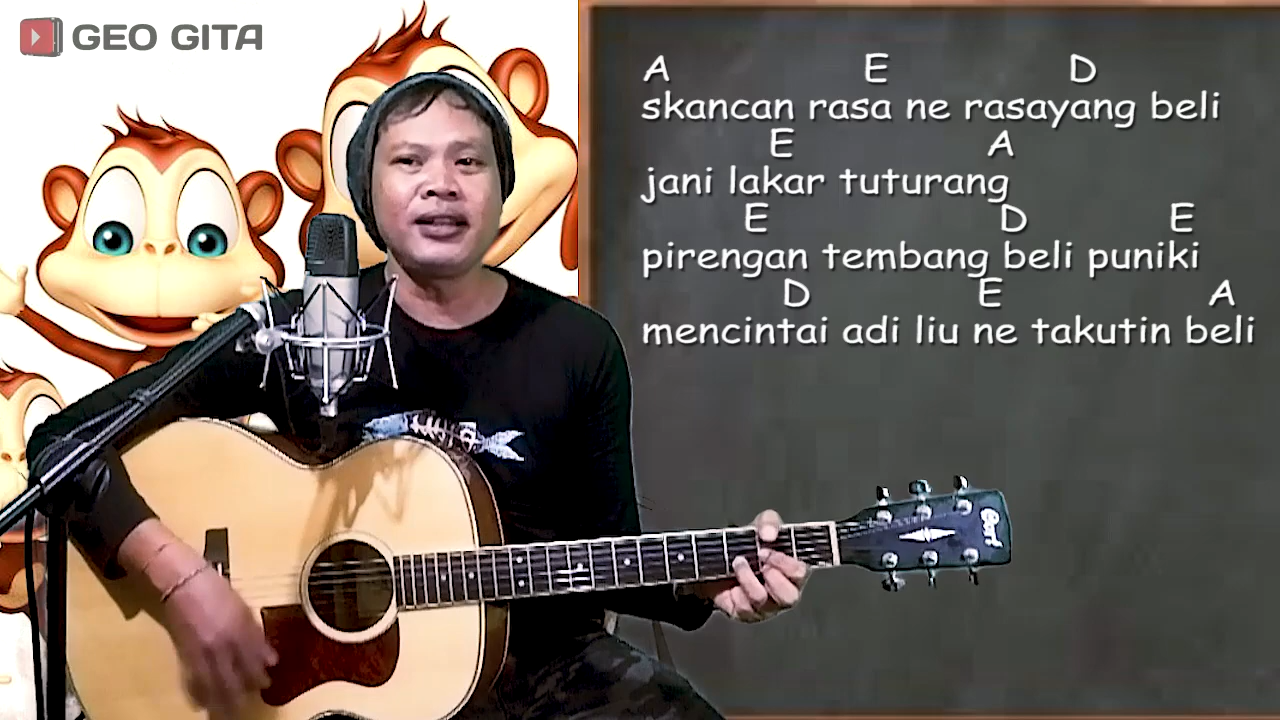 GEO GITA
A E D
skancan rasa ne rasayang beli
E A
jani lakar tuturang
E D E
pirengan tembang beli puniki
D E A
mencintai adi liu ne takutin beli
Cort